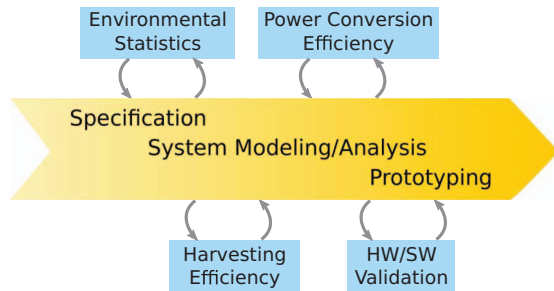 Environmental
Statistics
Power Conversion
Efficiency
Specification
System Modeling/Analysis
Prototyping
Harvesting
Efficiency
HW/SW
Validation